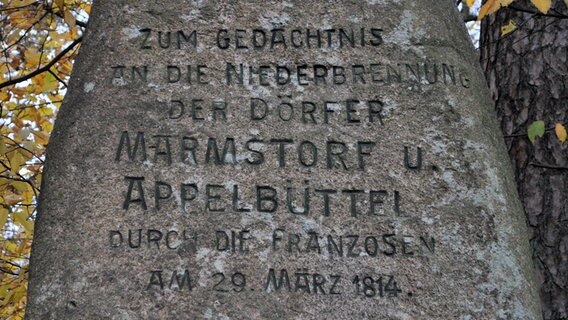 ZUM GEDÄCHTNIS
AN DIE NIEDERBRENNUNG
DER DÖRFER
MARMSTORF U.
APPELBÜTTEL
DURCH DIE FRANZOSEN
AM 29. MÄRZ 1814.